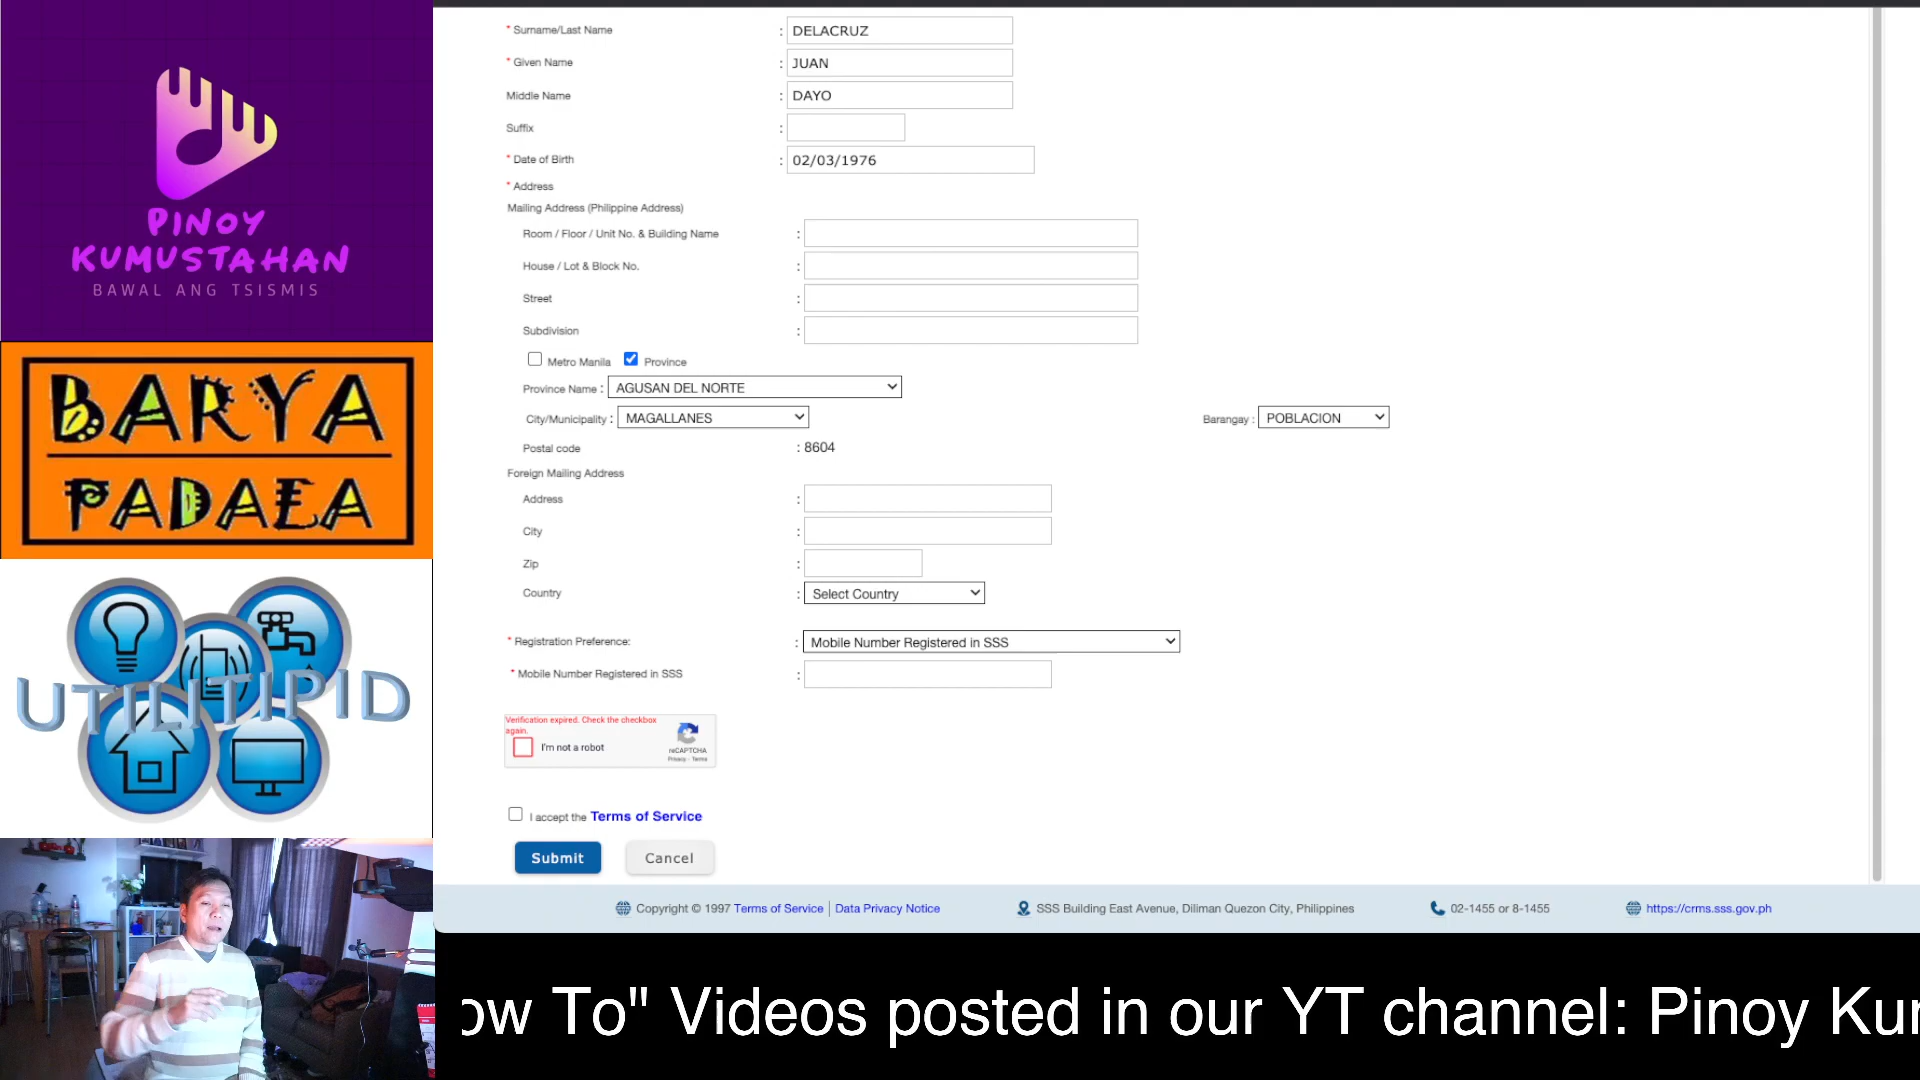 PINOY
KUMUSTAHAN
BAWAL ANG TSISMIS
BARYA
PADALA
UTILITIPID
* Surname/Last Name : DELACRUZ
* Given Name : JUAN
Middle Name : DAYO
Suffix :
* Date of Birth : 02/03/1976
* Address
Mailing Address (Philippine Address)
Room / Floor / Unit No. & Building Name :
House / Lot & Block No. :
Street :
Subdivision :
Metro Manila Province
Province Name : AGUSAN DEL NORTE
City/Municipality : MAGALLANES Barangay : POBLACION
Postal code : 8604
Foreign Mailing Address
Address :
City :
Zip :
Country : Select Country
* Registration Preference: : Mobile Number Registered in SSS
* Mobile Number Registered in SSS :
Verification expired. Check the checkbox
again.
I'm not a robot
reCAPTCHA
Privacy - Terms
I accept the Terms of Service
Submit Cancel
Copyright © 1997 Terms of Service | Data Privacy Notice SSS Building East Avenue, Diliman Quezon City, Philippines 02-1455 or 8-1455 https://crms.sss.gov.ph
ow To" Videos posted in our YT channel: Pinoy Kur